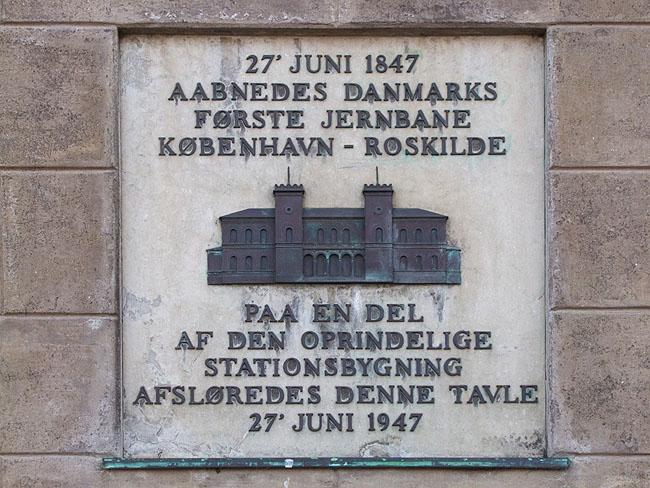 27' JUNI 1847
AABNEDES DANMARKS
FØRSTE JERNBANE
KØBENHAVN - ROSKILDE
PAA EN DEL
AF DEN OPRINDELIGE
STATIONSBYGNING
AFSLØREDES DENNE TAVLE
27' JUNI 1947